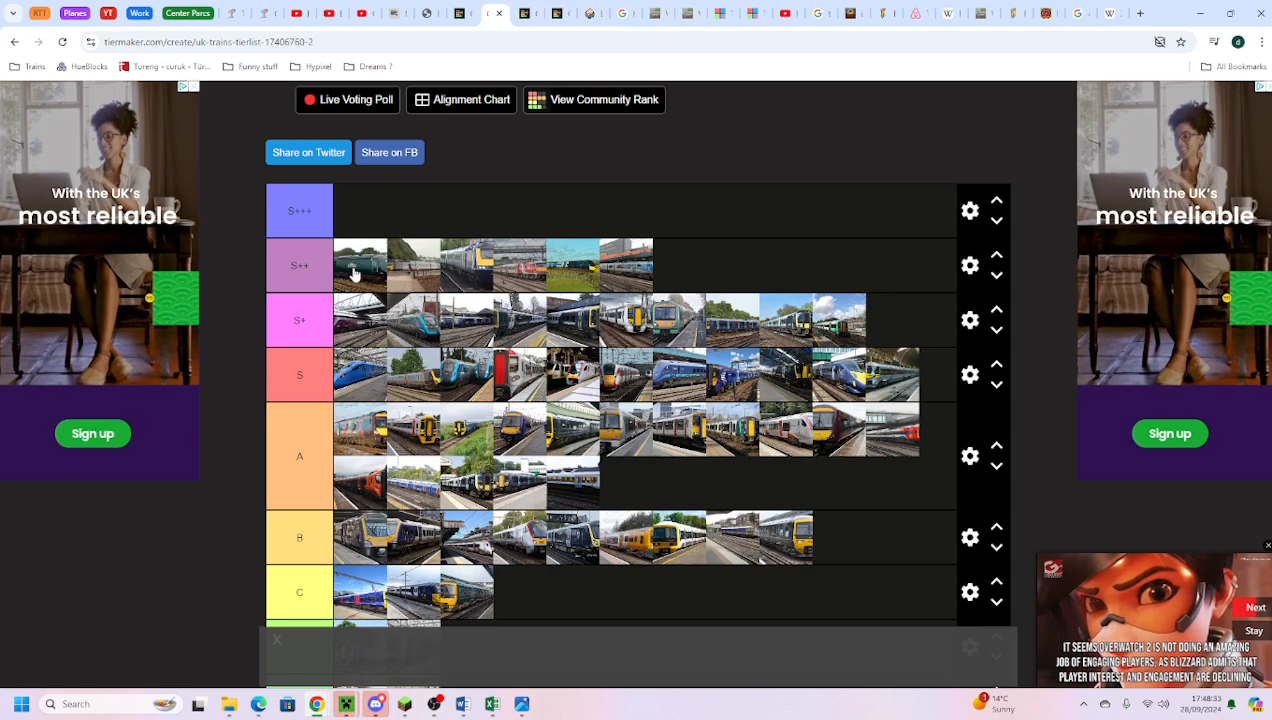 RTT
Planes
YT
Work
Center Parcs
tiermaker.com/create/uk-trains-tierlist-17406760-2
d
Trains
HueBlocks
Tureng - curuk - Tür...
Funny stuff
Hypixel
Dreams ?
All Bookmarks
Live Voting Poll
Alignment Chart
View Community Rank
Share on Twitter
Share on FB
With the UK's
most reliable
Sign up
With the UK's
most reliable
Sign up
S+++
S++
S+
S
A
B
C
X
Next
Stay
IT SEEMS OVERWATCH 2 IS NOT DOING AN AMAZING
JOB OF ENGAGING PLAYERS, AS BLIZZARD ADMITS THAT
PLAYER INTEREST AND ENGAGEMENT ARE DECLINING
Search
1
14°C
Sunny
17:48:33
28/09/2024